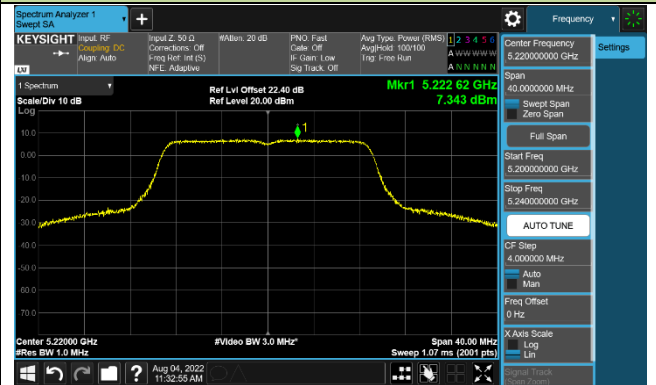 Spectrum Analyzer 1
Swept SA
Frequency
KEYSIGHT
Input: RF
Coupling: DC
Align: Auto
Input Z: 50 Ω
Corrections: Off
Freq Ref: Int (S)
NFE: Adaptive
#Atten: 20 dB
PNO: Fast
Gate: Off
IF Gain: Low
Sig Track: Off
Avg Type: Power (RMS)
Avg|Hold: 100/100
Trig: Free Run
1 2 3 4 5 6
A W W W W W
A N N N N N
LXI
1 Spectrum
Scale/Div 10 dB
Log
Ref Lvl Offset 22.40 dB
Ref Level 20.00 dBm
Mkr1 5.222 62 GHz
7.343 dBm
1
10.0
0.00
-10.0
-20.0
-30.0
-40.0
-50.0
-60.0
-70.0
Center 5.22000 GHz
#Res BW 1.0 MHz
#Video BW 3.0 MHz*
Span 40.00 MHz
Sweep 1.07 ms (2001 pts)
Aug 04, 2022
11:32:55 AM
Center Frequency
5.220000000 GHz
Settings
Span
40.0000000 MHz
Swept Span
Zero Span
Full Span
Start Freq
5.200000000 GHz
Stop Freq
5.240000000 GHz
AUTO TUNE
CF Step
4.000000 MHz
Auto
Man
Freq Offset
0 Hz
X Axis Scale
Log
Lin
Signal Track
(Span Zoom)